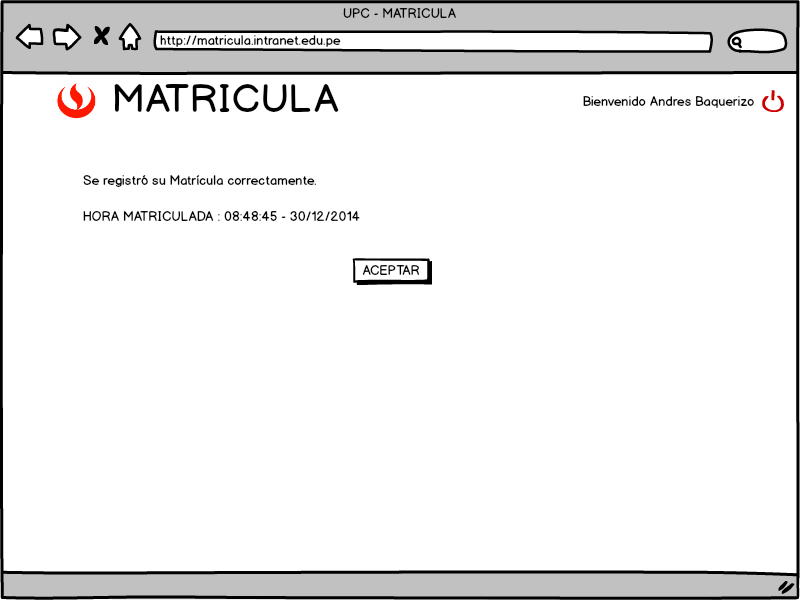 UPC - MATRICULA
http://matricula.intranet.edu.pe
MATRICULA
Bienvenido Andres Baquerizo
Se registró su Matrícula correctamente.
HORA MATRICULADA : 08:48:45 - 30/12/2014
ACEPTAR